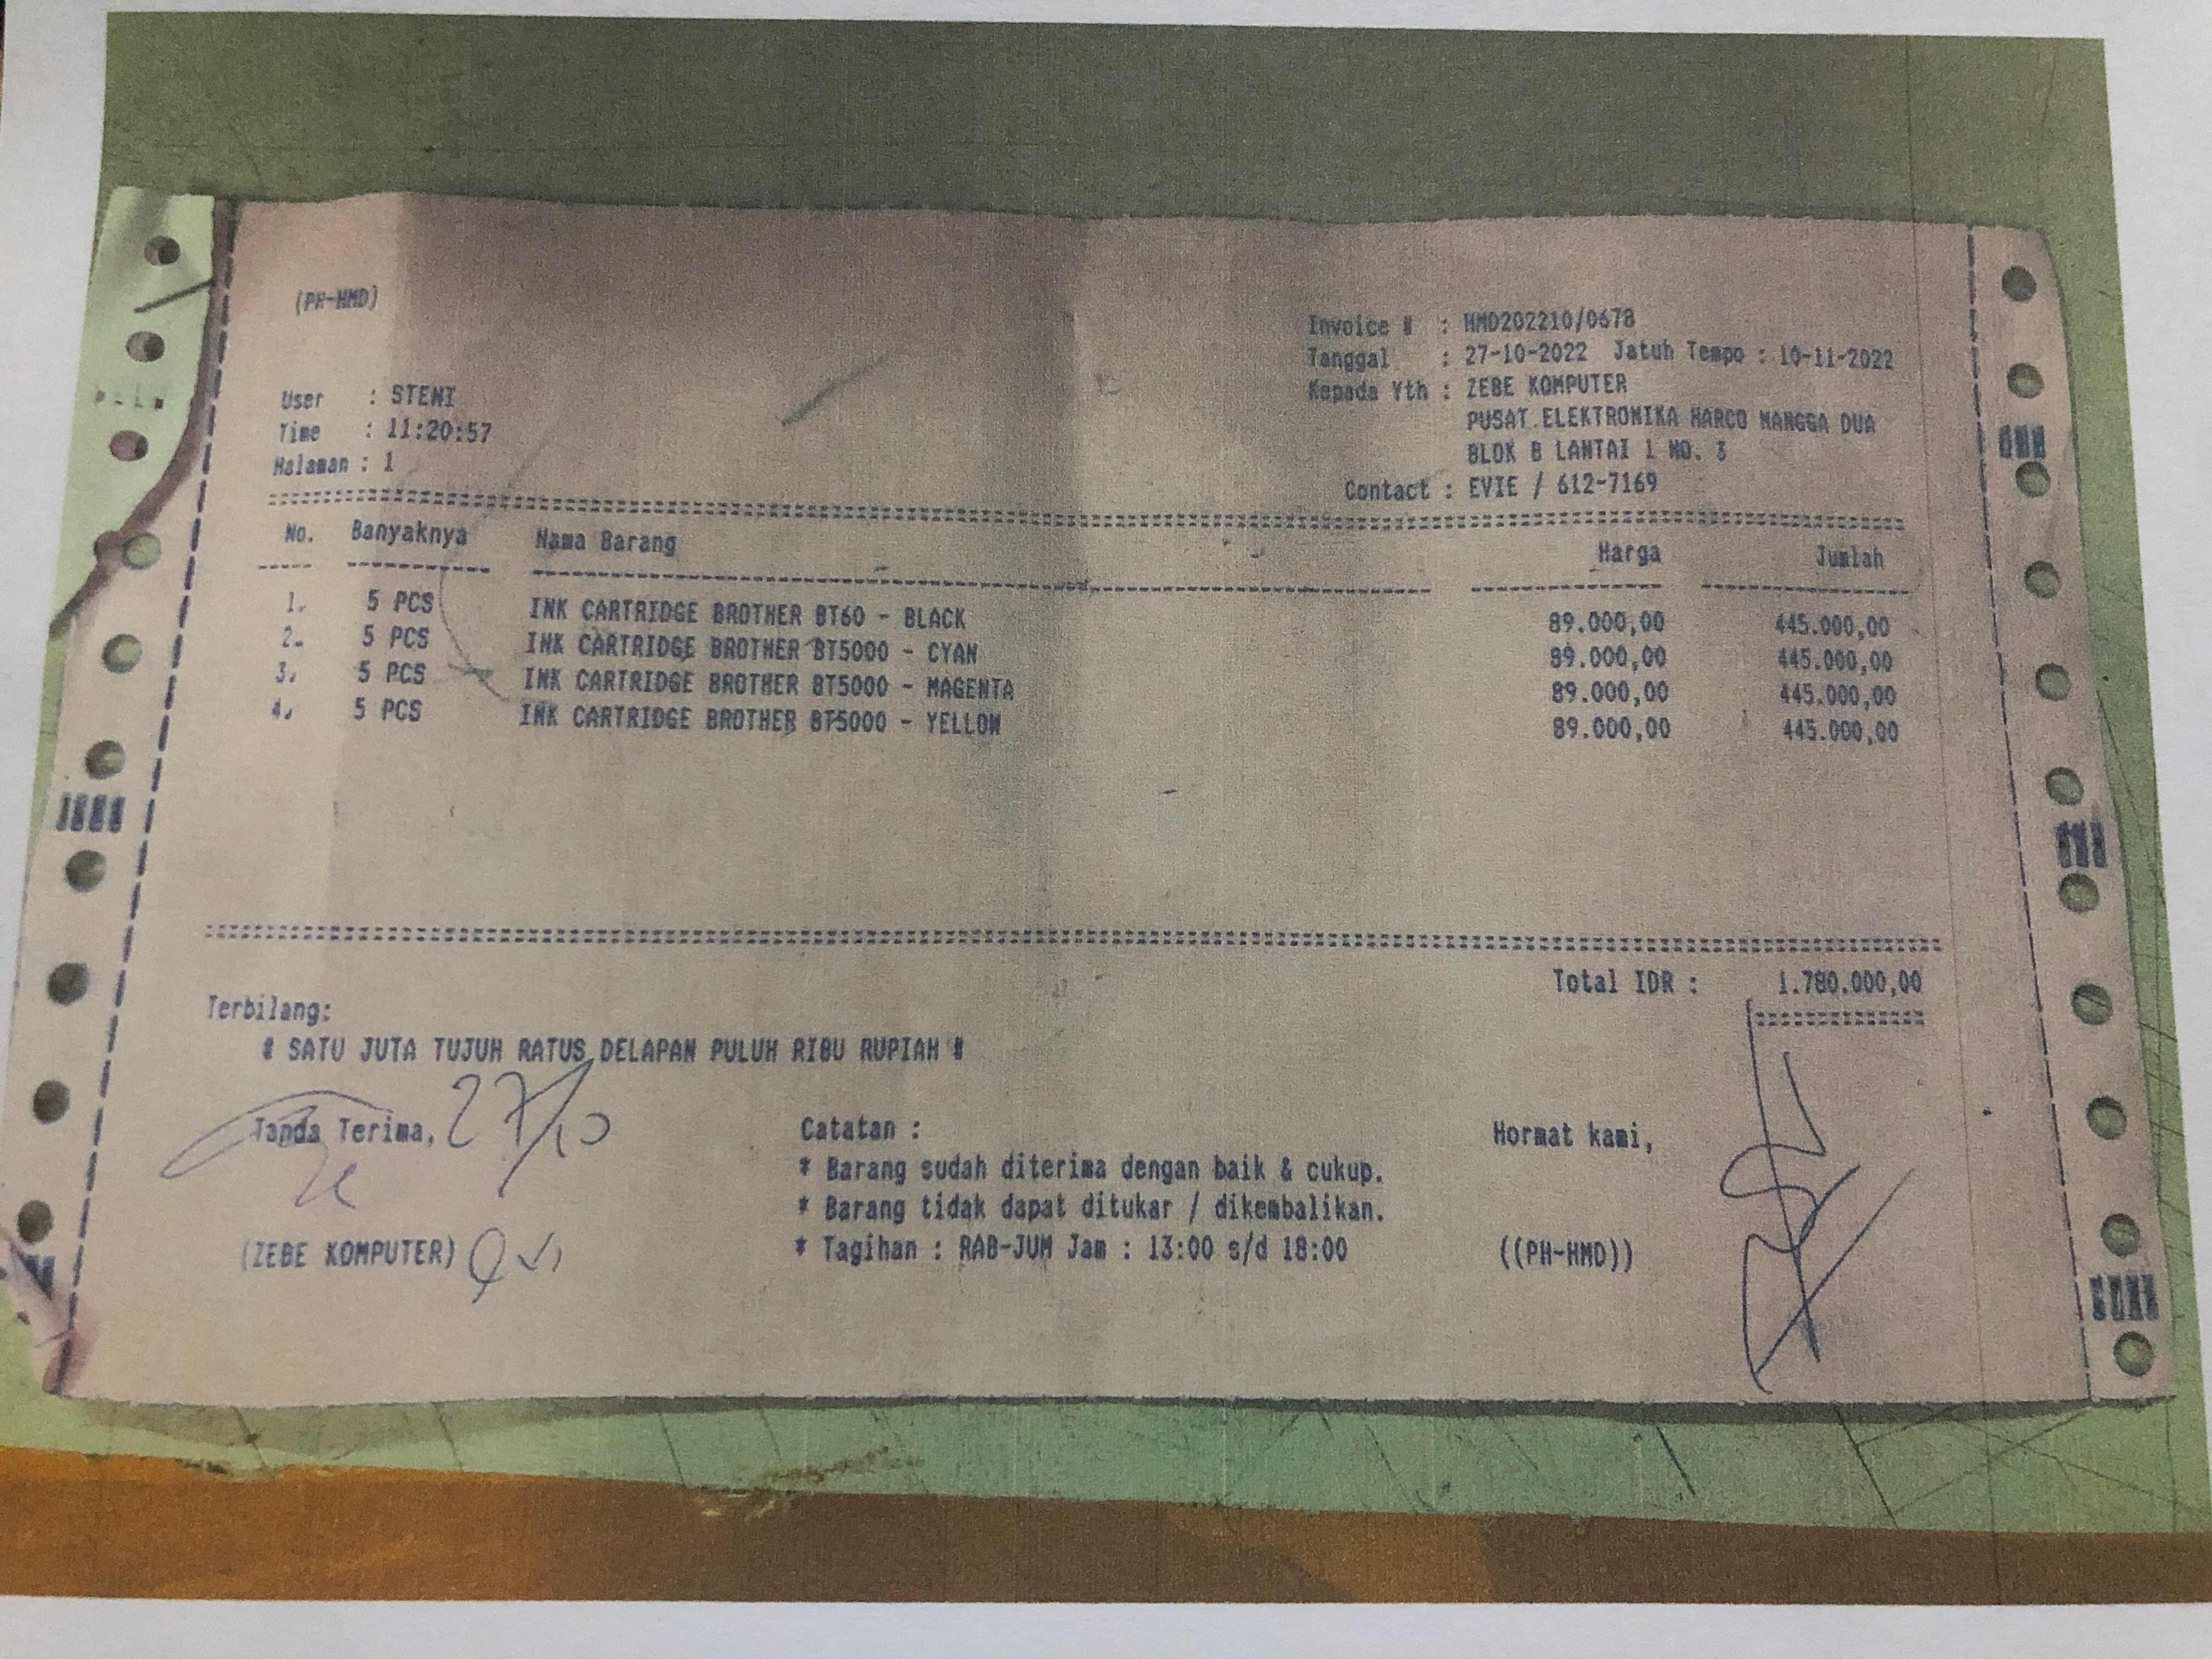 (PH-HMD)
Invoice # : HMD202210/0678
Tanggal : 27-10-2022 Jatuh Tempo : 10-11-2022
Kepada Yth : ZEBE KOMPUTER
PUSAT ELEKTRONIKA HARCO MANGGA DUA
BLOK B LANTAI 1 NO. 3
Contact : EVIE / 612-7169
User : STENI
Time : 11:20:57
Halaman : 1
No. Banyaknya Nama Barang Harga Jumlah
1. 5 PCS INK CARTRIDGE BROTHER BT60 - BLACK 89.000,00 445.000,00
2. 5 PCS INK CARTRIDGE BROTHER BT5000 - CYAN 89.000,00 445.000,00
3. 5 PCS INK CARTRIDGE BROTHER BT5000 - MAGENTA 89.000,00 445.000,00
4. 5 PCS INK CARTRIDGE BROTHER BT5000 - YELLOW 89.000,00 445.000,00
Total IDR : 1.780.000,00
Terbilang:
# SATU JUTA TUJUH RATUS DELAPAN PULUH RIBU RUPIAH #
Tanda Terima, 27/10
(ZEBE KOMPUTER)
Catatan :
* Barang sudah diterima dengan baik & cukup.
* Barang tidak dapat ditukar / dikembalikan.
* Tagihan : RAB-JUM Jam : 13:00 s/d 18:00
Hormat kami,
((PH-HMD))